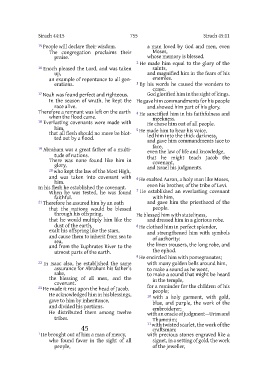 Sirach 44:15
755
Sirach 45:11
15 People will declare their wisdom.
The congregation proclaims their
praise.
16 Enoch pleased the Lord, and was taken
up,
an example of repentance to all gen-
erations.
17 Noah was found perfect and righteous.
In the season of wrath, he kept the
race alive.
Therefore a remnant was left on the earth
when the flood came.
18 Everlasting covenants were made with
him,
that all flesh should no more be blot-
ted out by a flood.
19 Abraham was a great father of a multi-
tude of nations.
There was none found like him in
glory,
20 who kept the law of the Most High,
and was taken into covenant with
him.
In his flesh he established the covenant.
When he was tested, he was found
faithful.
21 Therefore he assured him by an oath
that the nations would be blessed
through his offspring,
that he would multiply him like the
dust of the earth,
exalt his offspring like the stars,
and cause them to inherit from sea to
sea,
and from the Euphrates River to the
utmost parts of the earth.
22 In Isaac also, he established the same
assurance for Abraham his father’s
sake,
the blessing of all men, and the
covenant.
23 He made it rest upon the head of Jacob.
He acknowledged him in his blessings,
gave to him by inheritance,
and divided his portions.
He distributed them among twelve
tribes.
45
1 He brought out of him a man of mercy,
who found favor in the sight of all
people,
a man loved by God and men, even
Moses,
whose memory is blessed.
2 He made him equal to the glory of the
saints,
and magnified him in the fears of his
enemies.
3 By his words he caused the wonders to
cease.
God glorified him in the sight of kings.
He gave him commandments for his people
and showed him part of his glory.
4 He sanctified him in his faithfulness and
meekness.
He chose him out of all people.
5 He made him to hear his voice,
led him into the thick darkness,
and gave him commandments face to
face,
even the law of life and knowledge,
that he might teach Jacob the
covenant,
and Israel his judgments.
6 He exalted Aaron, a holy man like Moses,
even his brother, of the tribe of Levi.
7 He established an everlasting covenant
with him,
and gave him the priesthood of the
people.
He blessed him with stateliness,
and dressed him in a glorious robe.
8 He clothed him in perfect splendor,
and strengthened him with symbols
of authority:
the linen trousers, the long robe, and
the ephod.
9 He encircled him with pomegranates;
with many golden bells around him,
to make a sound as he went,
to make a sound that might be heard
in the temple,
for a reminder for the children of his
people;
10 with a holy garment, with gold,
blue, and purple, the work of the
embroiderer;
with an oracle of judgment—Urim and
Thummim;
11 with twisted scarlet, the work of the
craftsman;
with precious stones engraved like a
signet, in a setting of gold, the work
of the jeweller,